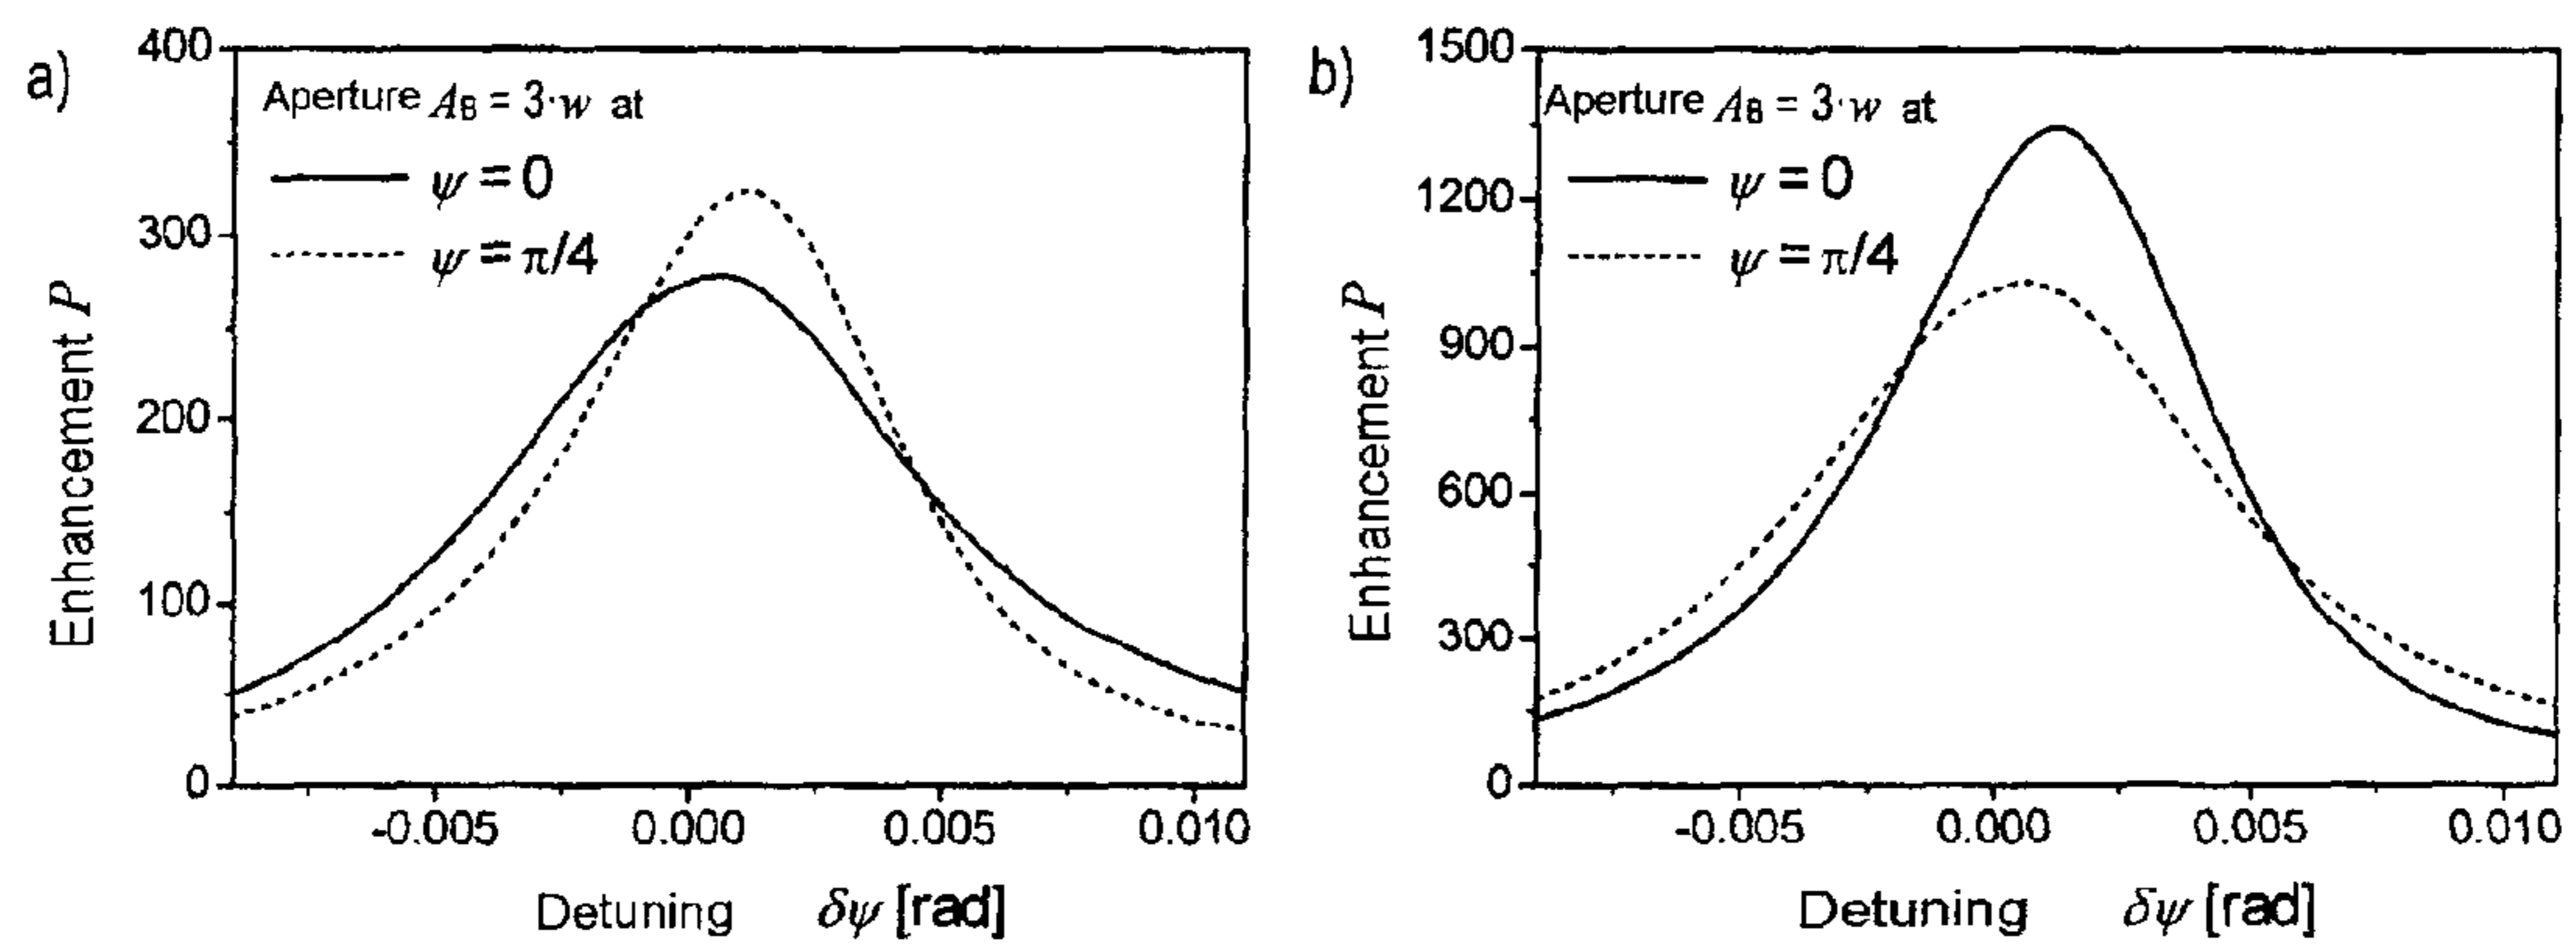 a)
400
300
200
100
0
Enhancement P
Aperture A_B = 3·w at
ψ = 0
ψ = π/4
-0.005 0.000 0.005 0.010
Detuning δψ [rad]
b)
1500
1200
900
600
300
0
Enhancement P
Aperture A_B = 3·w at
ψ = 0
ψ = π/4
-0.005 0.000 0.005 0.010
Detuning δψ [rad]